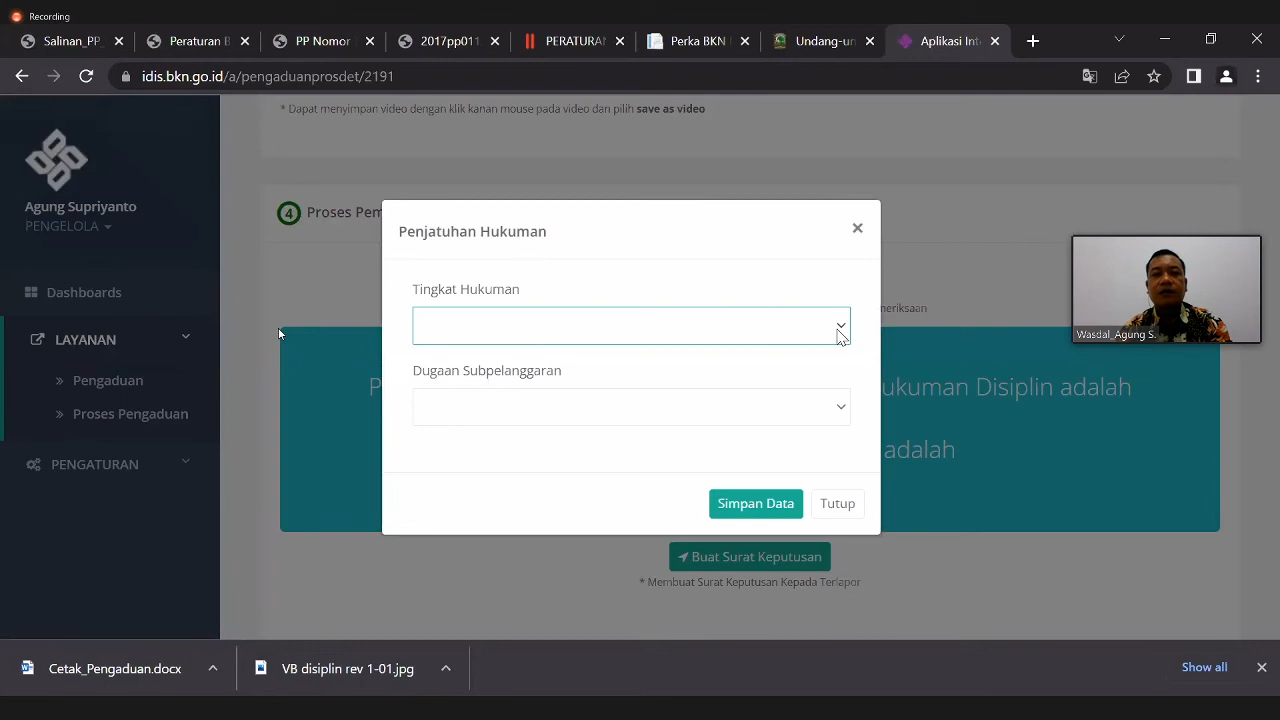 Recording
Salinan_PP_
Peraturan B
PP Nomor
2017pp011
PERATURAN
Perka BKN
Undang-un
Aplikasi Int
idis.bkn.go.id/a/pengaduanprosdet/2191
* Dapat menyimpan video dengan klik kanan mouse pada video dan pilih save as video
Agung Supriyanto
PENGELOLA
Dashboards
LAYANAN
Pengaduan
Proses Pengaduan
PENGATURAN
4 Proses Pem
Penjatuhan Hukuman
×
Tingkat Hukuman
Dugaan Subpelanggaran
Simpan Data
Tutup
meriksaan
P
ukuman Disiplin adalah
adalah
Wasdal_Agung S.
Buat Surat Keputusan
* Membuat Surat Keputusan Kepada Terlapor
Cetak_Pengaduan.docx
VB disiplin rev 1-01.jpg
Show all